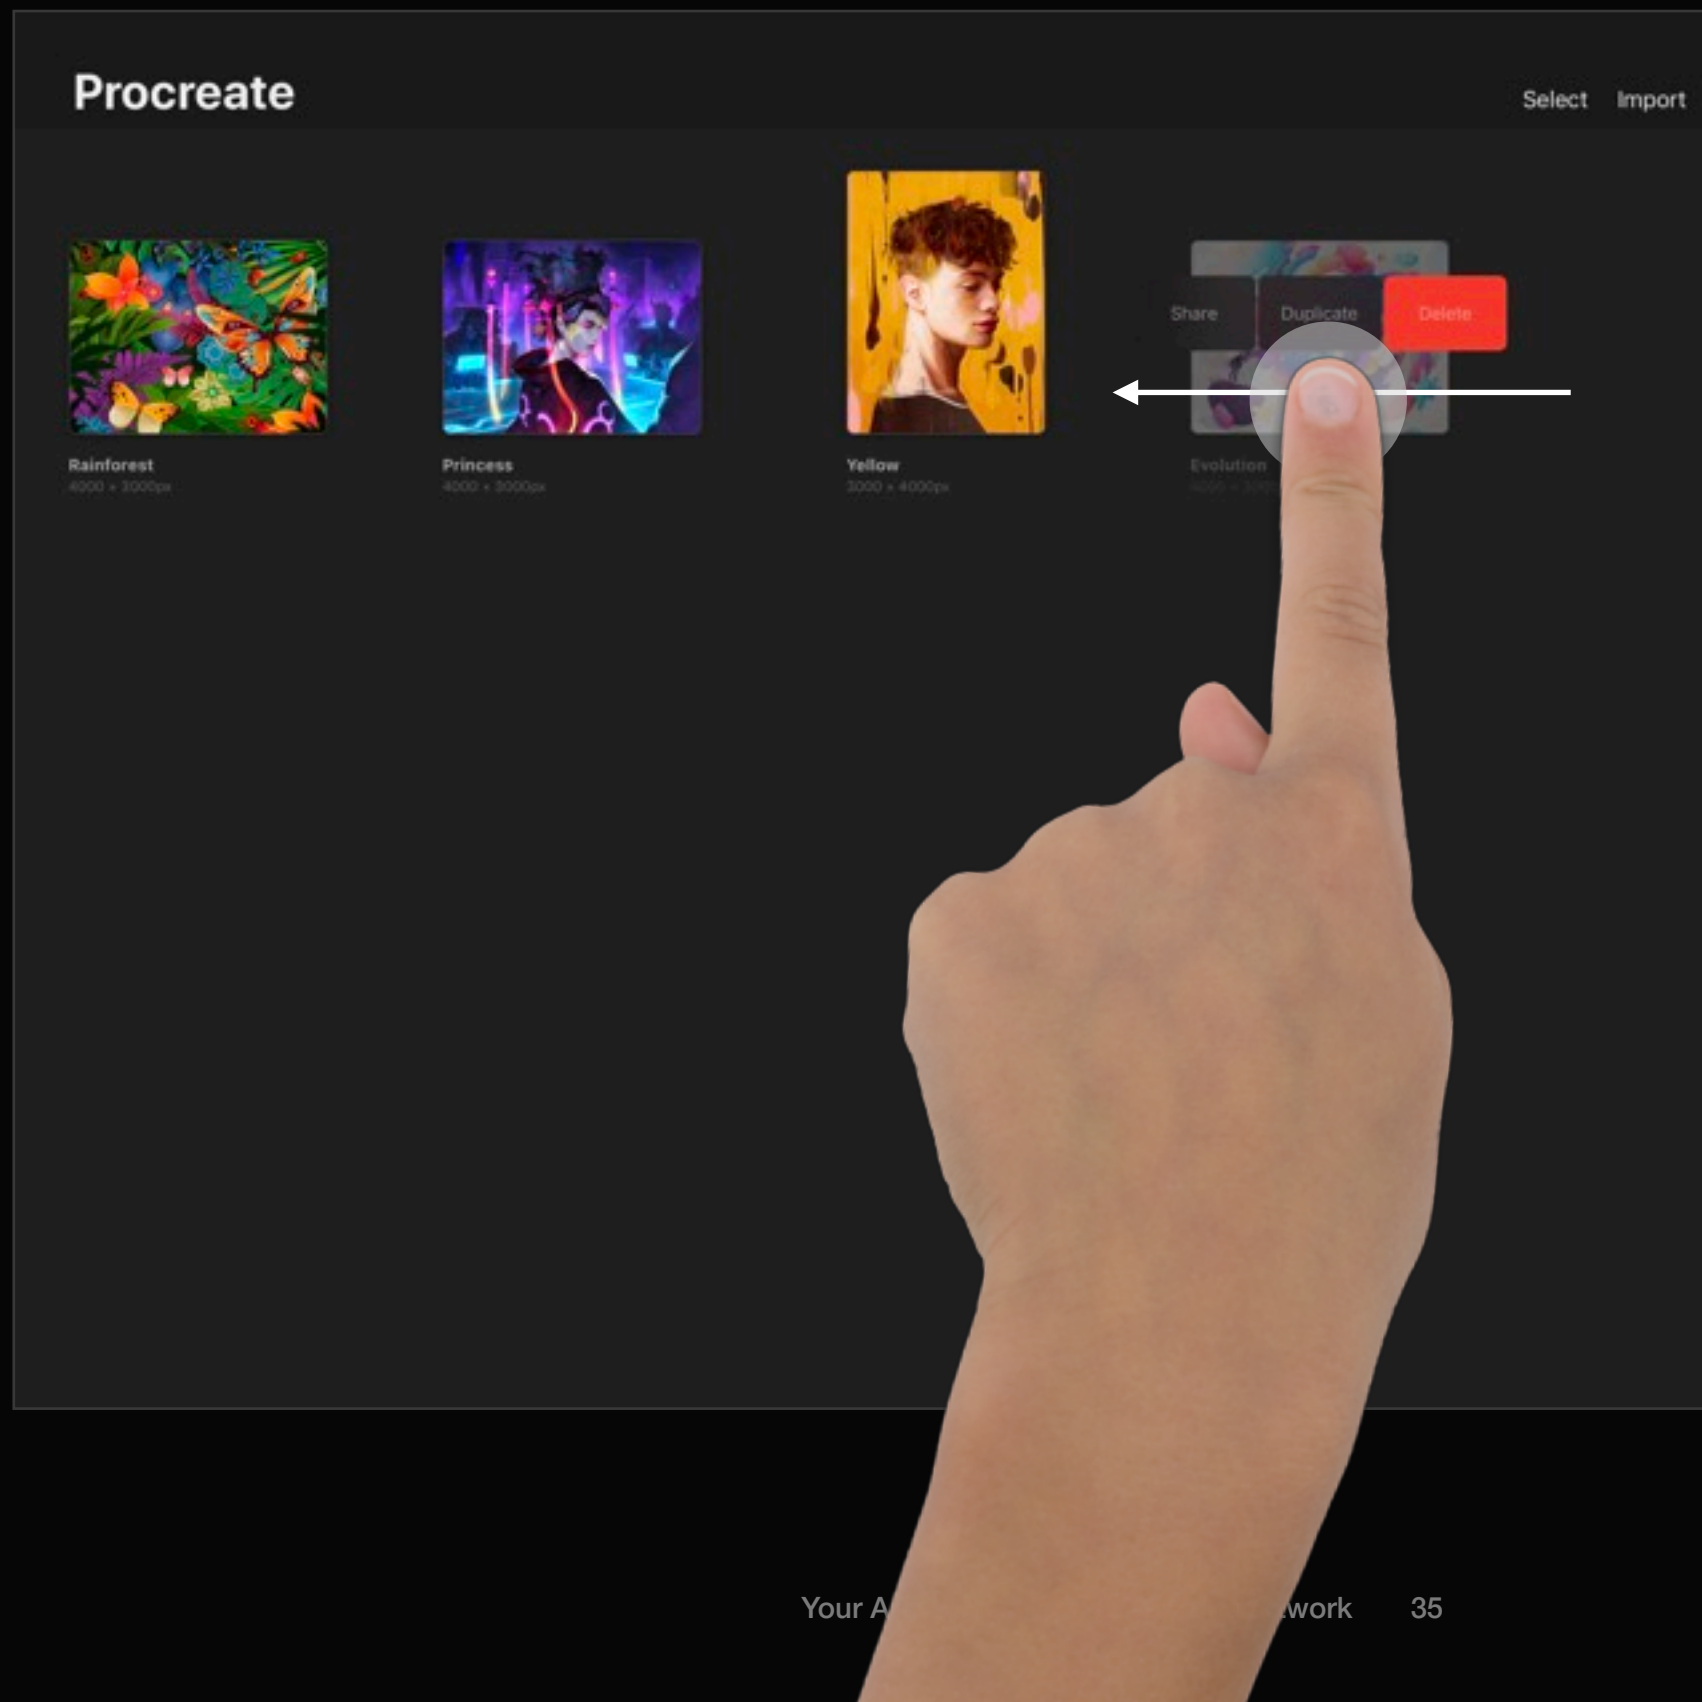 Procreate
Select Import
Share Duplicate Delete
Rainforest Princess Yellow Evolution
4000 × 3000px 4000 × 3000px 3000 × 4000px
Your A work 35